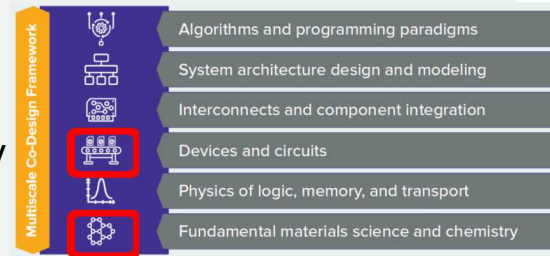 Multiscale Co-Design Framework
Algorithms and programming paradigms
System architecture design and modeling
Interconnects and component integration
Devices and circuits
Physics of logic, memory, and transport
Fundamental materials science and chemistry